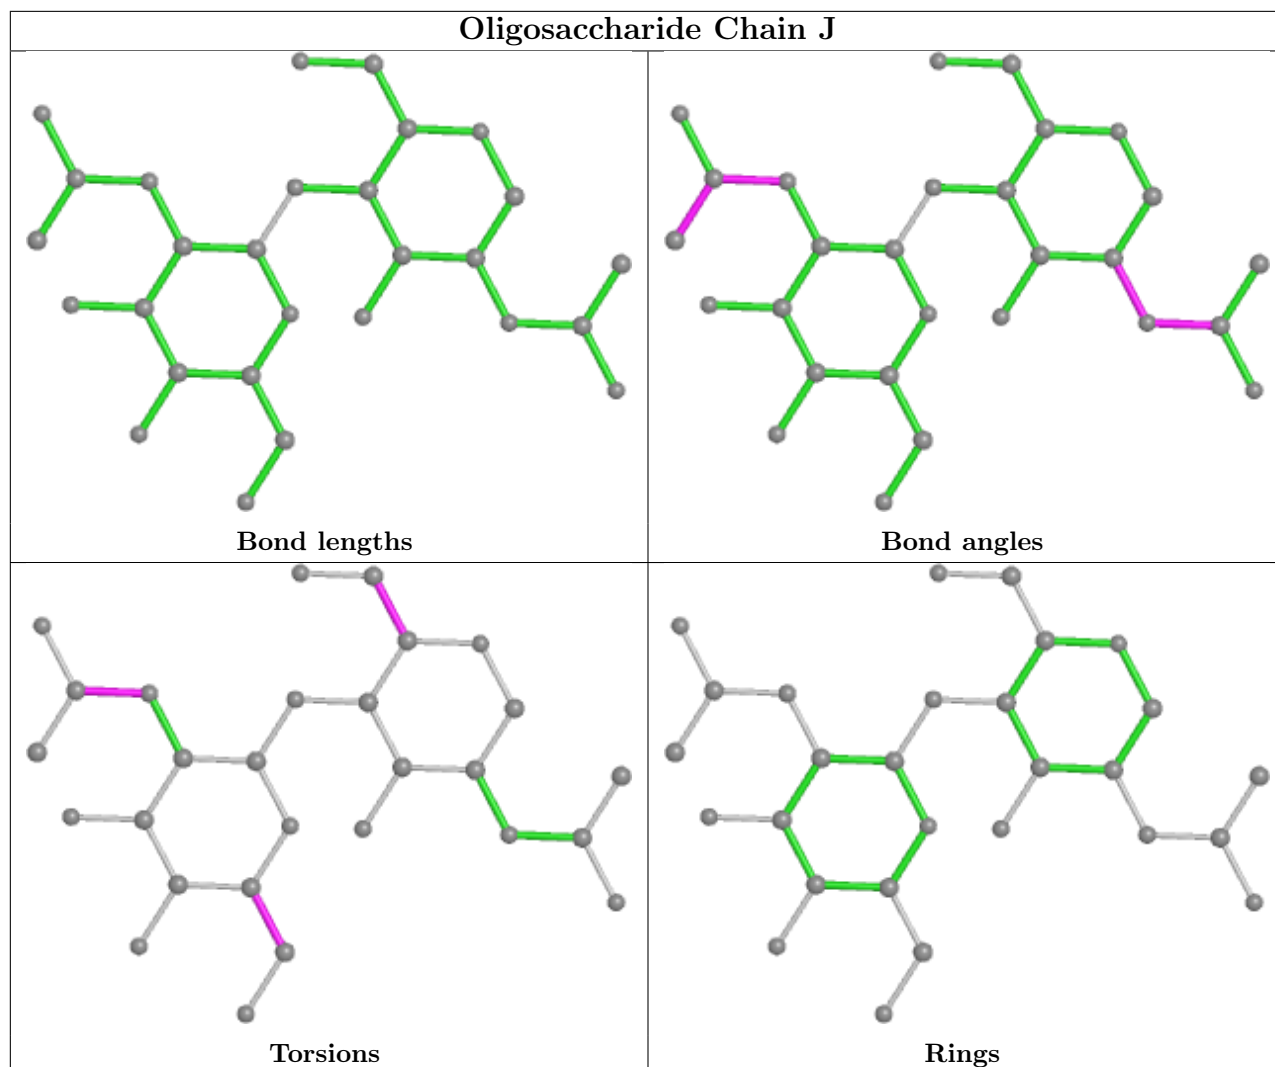 Oligosaccharide Chain J
Bond lengths
Bond angles
Torsions
Rings